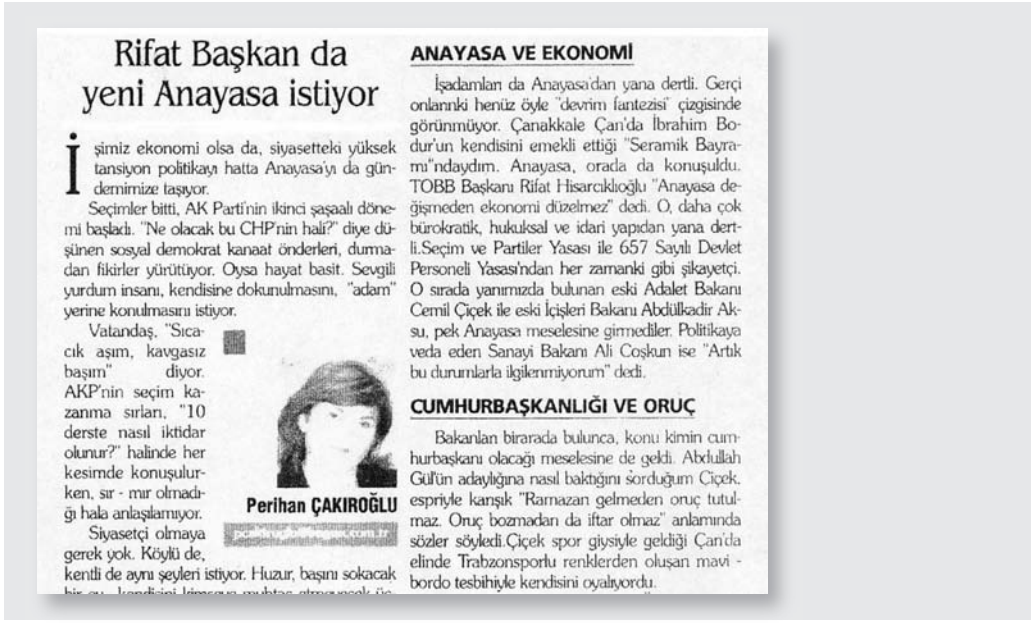 Rifat Başkan da
yeni Anayasa istiyor
İşimiz ekonomi olsa da, siyasetteki yüksek
tansiyon politikayı hatta Anayasa'yı da gün-
demimize taşıyor.
Seçimler bitti, AK Parti'nin ikinci şaşaalı döne-
mi başladı. "Ne olacak bu CHP'nin hali?" diye dü-
şünen sosyal demokrat kanaat önderleri, durma-
dan fikirler yürütüyor. Oysa hayat basit. Sevgili
yurdum insanı, kendisine dokunulmasını, "adam"
yerine konulmasını istiyor.
Vatandaş, "Sıca-
cık aşım, kavgasız
başım" diyor.
AKP'nin seçim ka-
zanma sırları, "10
derste nasıl iktidar
olunur?" halinde her
kesimde konuşulur-
ken, sır - mır olmadı-
ğı hala anlaşılamıyor.
Siyasetçi olmaya
gerek yok. Köylü de,
kentli de aynı şeyleri istiyor. Huzur, başını sokacak
bir ev, kendisini kimseye muhtaç etmeyecek üc-
Perihan ÇAKIROĞLU
ANAYASA VE EKONOMİ
İşadamları da Anayasa'dan yana dertli. Gerçi
onlarınki henüz öyle "devrim fantezisi" çizgisinde
görünmüyor. Çanakkale Çan'da İbrahim Bo-
dur'un kendisini emekli ettiği "Seramik Bayra-
mı"ndaydım. Anayasa, orada da konuşuldu.
TOBB Başkanı Rifat Hisarcıklıoğlu "Anayasa de-
ğişmeden ekonomi düzelmez" dedi. O, daha çok
bürokratik, hukuksal ve idari yapıdan yana dert-
li.Seçim ve Partiler Yasası ile 657 Sayılı Devlet
Personeli Yasası'ndan her zamanki gibi şikayetçi.
O sırada yanımızda bulunan eski Adalet Bakanı
Cemil Çiçek ile eski İçişleri Bakanı Abdülkadir Ak-
su, pek Anayasa meselesine girmediler. Politikaya
veda eden Sanayi Bakanı Ali Coşkun ise "Artık
bu durumlarla ilgilenmiyorum" dedi.
CUMHURBAŞKANLIĞI VE ORUÇ
Bakanları birarada bulunca, konu kimin cum-
hurbaşkanı olacağı meselesine de geldi. Abdullah
Gül'ün adaylığına nasıl baktığını sorduğum Çiçek,
espriyle karışık "Ramazan gelmeden oruç tutul-
maz. Oruç bozmadan da iftar olmaz" anlamında
sözler söyledi.Çiçek spor giysiyle geldiği Çan'da
elinde Trabzonsporlu renklerden oluşan mavi -
bordo tesbihiyle kendisini oyalıyordu.